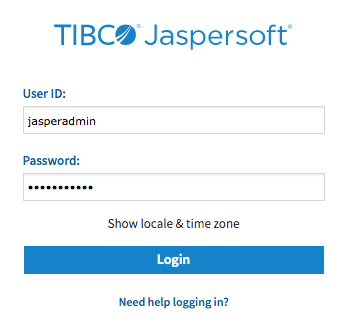 TIBCO® Jaspersoft®
User ID:
jasperadmin
Password:
•••••••••••
Show locale & time zone
Login
Need help logging in?